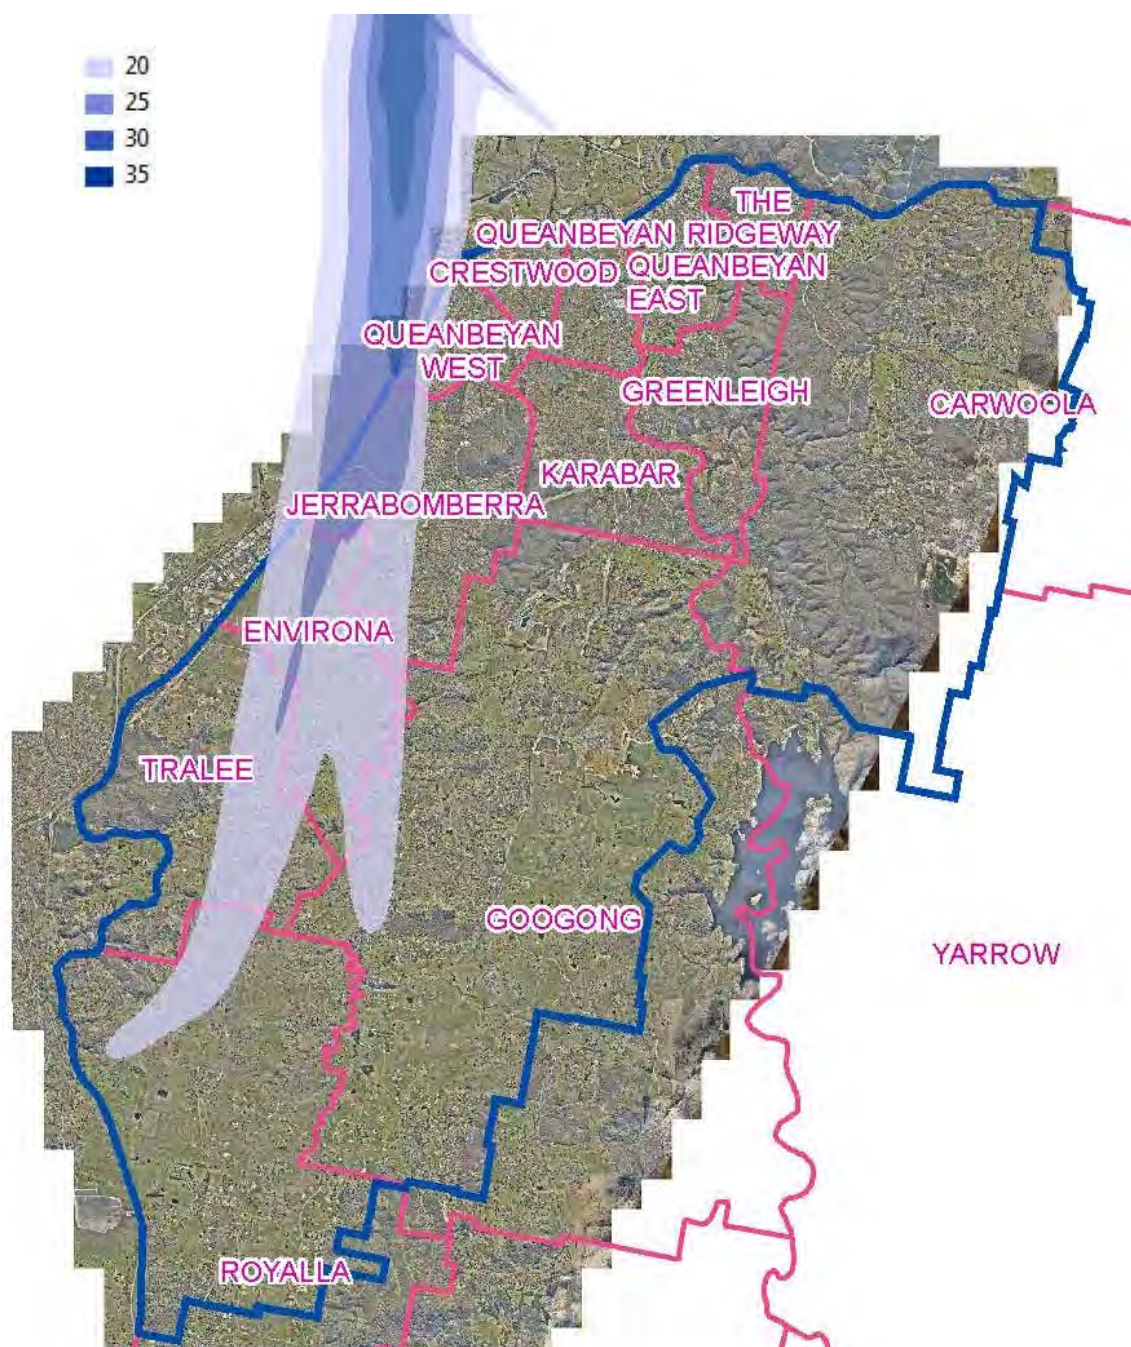 20
25
30
35
THE
QUEANBEYAN RIDGEWAY
CRESTWOOD QUEANBEYAN
EAST
QUEANBEYAN
WEST
GREENLEIGH
CARWOOLA
KARABAR
JERRABOMBERRA
ENVIRONA
TRALEE
GOOGONG
YARROW
ROYALLA